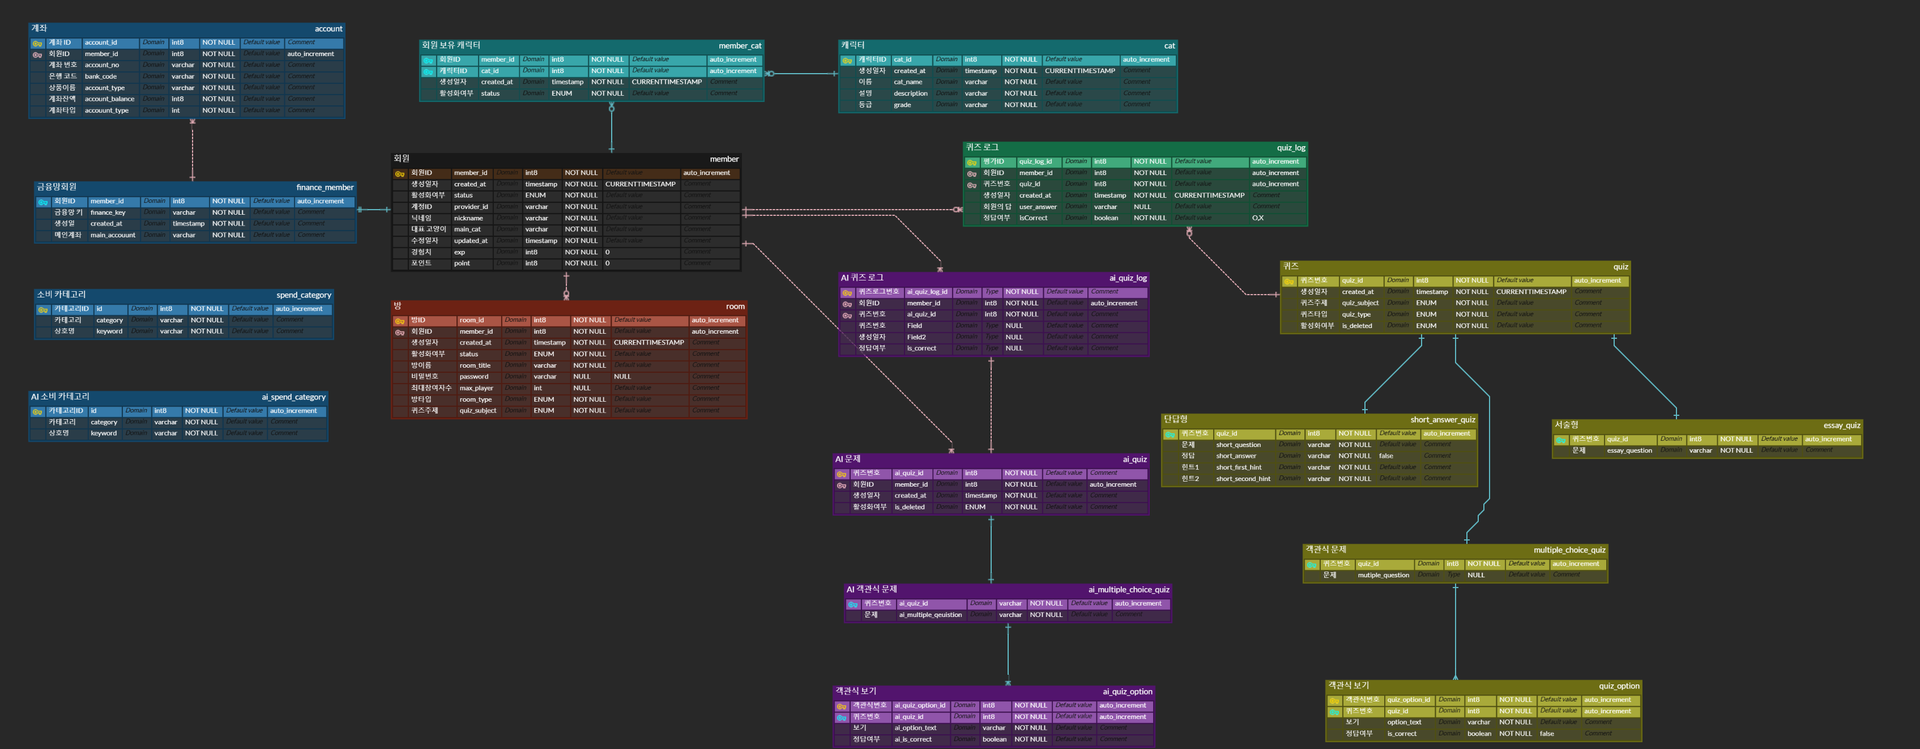 계좌 account
계좌 ID account_id Domain int8 NOT NULL Default value Comment
회원ID member_id Domain int8 NOT NULL Default value auto_increment
계좌 번호 account_no Domain varchar NOT NULL Default value Comment
은행 코드 bank_code Domain varchar NOT NULL Default value Comment
상품이름 account_type Domain varchar NOT NULL Default value Comment
계좌잔액 account_balance Domain int8 NOT NULL Default value Comment
계좌타입 account_type Domain int NOT NULL Default value Comment
금융망회원 finance_member
회원ID member_id Domain int8 NOT NULL Default value auto_increment
금융망 키 finance_key Domain varchar NOT NULL Default value Comment
생성일 created_at Domain timestamp NOT NULL Default value Comment
메인계좌 main_accouunt Domain varchar NOT NULL Default value Comment
소비 카테고리 spend_category
카테고리ID id Domain int8 NOT NULL Default value auto_increment
카테고리 category Domain varchar NOT NULL Default value Comment
상호명 keyword Domain varchar NOT NULL Default value Comment
AI 소비 카테고리 ai_spend_category
카테고리ID id Domain int8 NOT NULL Default value auto_increment
카테고리 category Domain varchar NOT NULL Default value Comment
상호명 keyword Domain varchar NOT NULL Default value Comment
회원 보유 캐릭터 member_cat
회원ID member_id Domain int8 NOT NULL Default value auto_increment
캐릭터ID cat_id Domain int8 NOT NULL Default value auto_increment
created_at Domain timestamp NOT NULL CURRENTTIMESTAMP Comment
활성화여부 status Domain ENUM NOT NULL Default value Comment
캐릭터 cat
캐릭터ID cat_id Domain int8 NOT NULL Default value auto_increment
생성일자 created_at Domain timestamp NOT NULL CURRENTTIMESTAMP Comment
이름 cat_name Domain varchar NOT NULL Default value Comment
설명 description Domain varchar NOT NULL Default value Comment
등급 grade Domain varchar NOT NULL Default value Comment
회원 member
회원ID member_id Domain int8 NOT NULL Default value auto_increment
생성일자 created_at Domain timestamp NOT NULL CURRENTTIMESTAMP Comment
활성화여부 status Domain ENUM NOT NULL Default value Comment
계정ID provider_id Domain varchar NOT NULL Default value Comment
닉네임 nickname Domain varchar NOT NULL Default value Comment
대표 고양이 main_cat Domain varchar NOT NULL Default value Comment
수정일자 updated_at Domain timestamp NOT NULL Default value Comment
경험치 exp Domain int8 NOT NULL 0 Comment
포인트 point Domain int8 NOT NULL 0 Comment
방 room
방ID room_id Domain int8 NOT NULL Default value auto_increment
회원ID member_id Domain int8 NOT NULL Default value auto_increment
생성일자 created_at Domain timestamp NOT NULL CURRENTTIMESTAMP Comment
활성화여부 status Domain ENUM NOT NULL Default value Comment
방이름 room_title Domain varchar NOT NULL Default value Comment
비밀번호 password Domain varchar NULL NULL Comment
최대참여자수 max_player Domain int NOT NULL Default value Comment
방타입 room_type Domain ENUM NOT NULL Default value Comment
퀴즈주제 quiz_subject Domain ENUM NOT NULL Default value Comment
퀴즈 로그 quiz_log
평가ID quiz_log_id Domain int8 NOT NULL Default value auto_increment
회원ID member_id Domain int8 NOT NULL Default value auto_increment
퀴즈번호 quiz_id Domain int8 NOT NULL Default value auto_increment
생성일자 created_at Domain timestamp NOT NULL CURRENTTIMESTAMP Comment
회원의 답 user_answer Domain varchar NULL Default value Comment
정답여부 isCorrect Domain boolean NOT NULL Default value O,X
AI 퀴즈 로그 ai_quiz_log
퀴즈로그번호 ai_quiz_log_id Domain Type NOT NULL Default value Comment
회원ID member_id Domain int8 NOT NULL Default value auto_increment
퀴즈번호 ai_quiz_id Domain int8 NOT NULL Default value Comment
퀴즈번호 Field Domain Type NULL Default value Comment
생성일자 Field2 Domain Type NULL Default value Comment
정답여부 is_correct Domain Type NULL Default value Comment
퀴즈 quiz
퀴즈번호 quiz_id Domain int8 NOT NULL Default value auto_increment
생성일자 created_at Domain timestamp NOT NULL CURRENTTIMESTAMP Comment
퀴즈주제 quiz_subject Domain ENUM NOT NULL Default value Comment
퀴즈타입 quiz_type Domain ENUM NOT NULL Default value Comment
활성화여부 is_deleted Domain ENUM NOT NULL Default value Comment
단답형 short_answer_quiz
퀴즈번호 quiz_id Domain int8 NOT NULL Default value auto_increment
문제 short_question Domain varchar NOT NULL Default value Comment
정답 short_answer Domain varchar NOT NULL false Comment
힌트1 short_first_hint Domain varchar NOT NULL Default value Comment
힌트2 short_second_hint Domain varchar NOT NULL Default value Comment
서술형 essay_quiz
퀴즈번호 quiz_id Domain int8 NOT NULL Default value auto_increment
문제 essay_question Domain varchar NOT NULL Default value Comment
AI 문제 ai_quiz
퀴즈번호 ai_quiz_id Domain int8 NOT NULL Default value Comment
회원ID member_id Domain int8 NOT NULL Default value auto_increment
생성일자 created_at Domain timestamp NOT NULL Default value Comment
활성화여부 is_deleted Domain ENUM NOT NULL Default value Comment
객관식 문제 multiple_choice_quiz
퀴즈번호 quiz_id Domain int8 NOT NULL Default value auto_increment
문제 mutiple_question Domain Type NULL Default value Comment
AI 객관식 문제 ai_multiple_choice_quiz
퀴즈번호 ai_quiz_id Domain varchar NOT NULL Default value auto_increment
문제 ai_multiple_qeuistion Domain varchar NOT NULL Default value Comment
객관식 보기 ai_quiz_option
객관식번호 ai_quiz_option_id Domain int8 NOT NULL Default value auto_increment
퀴즈번호 ai_quiz_id Domain int8 NOT NULL Default value auto_increment
보기 ai_option_text Domain varchar NOT NULL Default value Comment
정답여부 ai_is_correct Domain boolean NOT NULL Default value Comment
객관식 보기 quiz_option
객관식번호 quiz_option_id Domain int8 NOT NULL Default value auto_increment
퀴즈번호 quiz_id Domain int8 NOT NULL Default value auto_increment
보기 option_text Domain varchar NOT NULL Default value Comment
정답여부 is_correct Domain boolean NOT NULL false Comment